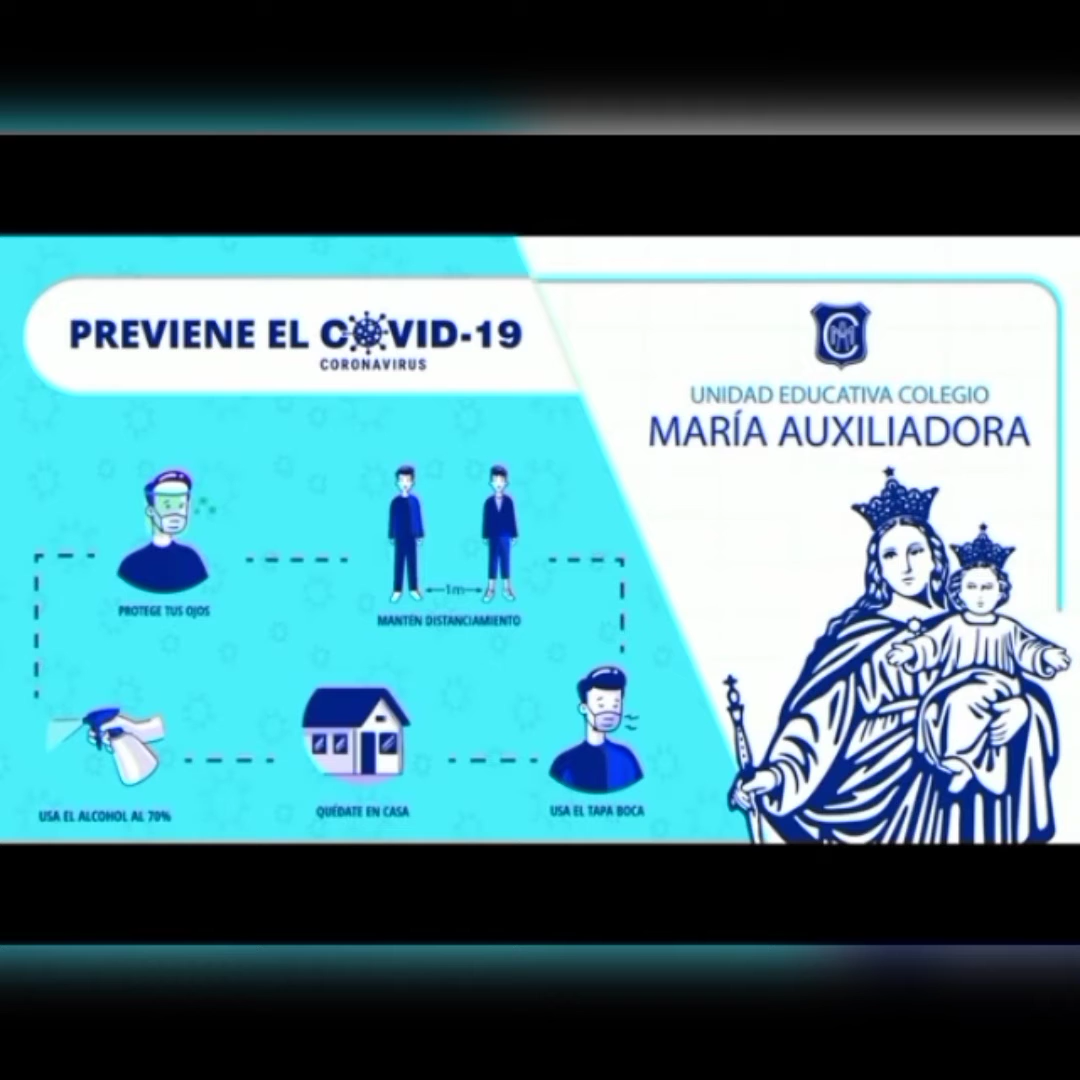 PREVIENE EL COVID-19
CORONAVIRUS
UNIDAD EDUCATIVA COLEGIO
MARÍA AUXILIADORA
PROTEGE TUS OJOS
1m
MANTÉN DISTANCIAMIENTO
USA EL ALCOHOL AL 70%
QUÉDATE EN CASA
USA EL TAPA BOCA